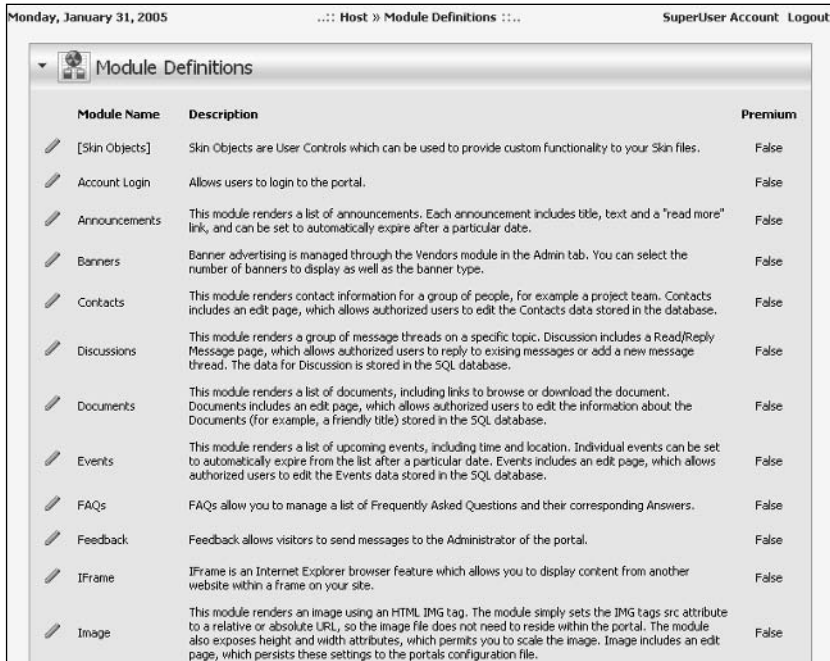 Monday, January 31, 2005 ..:: Host » Module Definitions ::.. SuperUser Account Logout
Module Definitions
Module Name Description Premium
[Skin Objects] Skin Objects are User Controls which can be used to provide custom functionality to your Skin files. False
Account Login Allows users to login to the portal. False
Announcements This module renders a list of announcements. Each announcement includes title, text and a "read more"
link, and can be set to automatically expire after a particular date. False
Banners Banner advertising is managed through the Vendors module in the Admin tab. You can select the
number of banners to display as well as the banner type. False
Contacts This module renders contact information for a group of people, for example a project team. Contacts
includes an edit page, which allows authorized users to edit the Contacts data stored in the database. False
This module renders a group of message threads on a specific topic. Discussion includes a Read/Reply
Discussions Message page, which allows authorized users to reply to exising messages or add a new message False
thread. The data for Discussion is stored in the SQL database.
This module renders a list of documents, including links to browse or download the document.
Documents Documents includes an edit page, which allows authorized users to edit the information about the False
Documents (for example, a friendly title) stored in the SQL database.
This module renders a list of upcoming events, including time and location. Individual events can be set
Events to automatically expire from the list after a particular date. Events includes an edit page, which allows False
authorized users to edit the Events data stored in the SQL database.
FAQs FAQs allow you to manage a list of Frequently Asked Questions and their corresponding Answers. False
Feedback Feedback allows visitors to send messages to the Administrator of the portal. False
IFrame IFrame is an Internet Explorer browser feature which allows you to display content from another
website within a frame on your site. False
This module renders an image using an HTML IMG tag. The module simply sets the IMG tags src attribute
to a relative or absolute URL, so the image file does not need to reside within the portal. The module
Image also exposes height and width attributes, which permits you to scale the image. Image includes an edit False
page, which persists these settings to the portals configuration file.